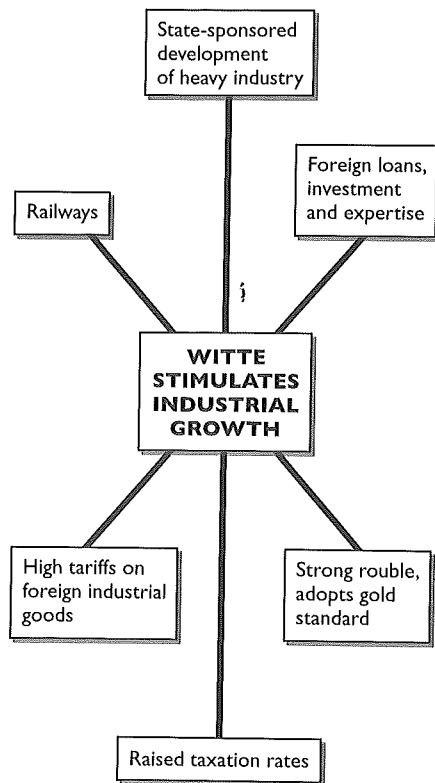 State-sponsored
development
of heavy industry
Foreign loans,
investment
and expertise
Railways
WITTE
STIMULATES
INDUSTRIAL
GROWTH
High tariffs on
foreign industrial
goods
Strong rouble,
adopts gold
standard
Raised taxation rates